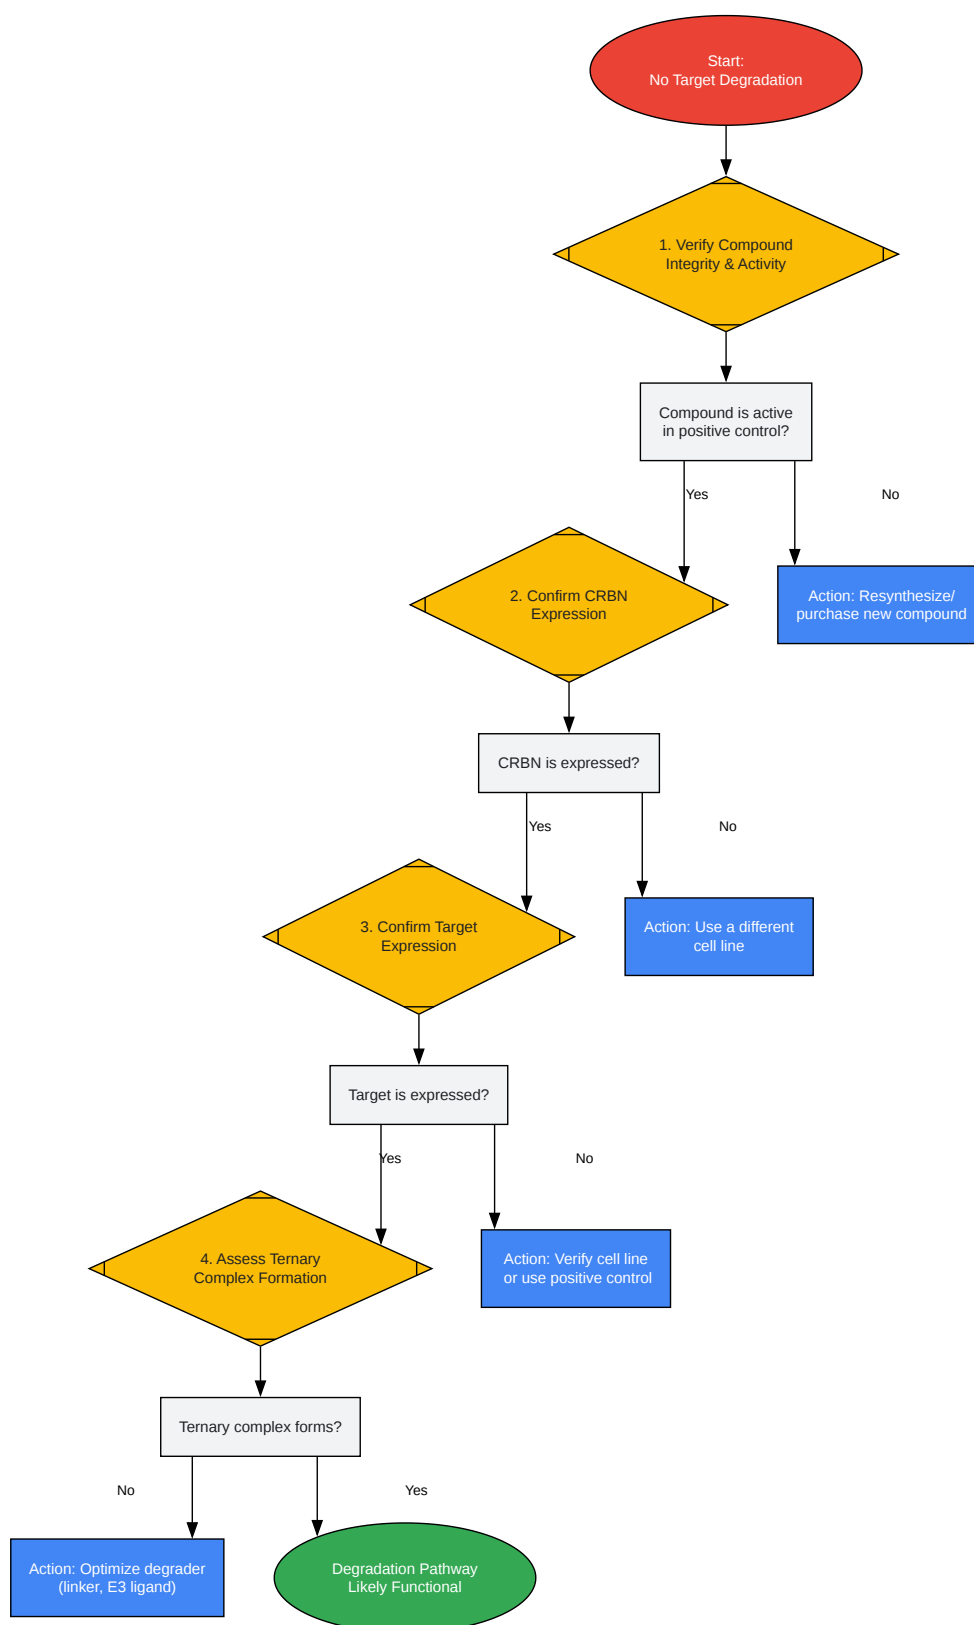 Start:
No Target Degradation
1. Verify Compound
Integrity & Activity
Compound is active
in positive control?
Yes
No
2. Confirm CRBN
Expression
Action: Resynthesize/
purchase new compound
CRBN is expressed?
Yes
No
3. Confirm Target
Expression
Action: Use a different
cell line
Target is expressed?
Yes
No
4. Assess Ternary
Complex Formation
Action: Verify cell line
or use positive control
Ternary complex forms?
No
Yes
Action: Optimize degrader
(linker, E3 ligand)
Degradation Pathway
Likely Functional